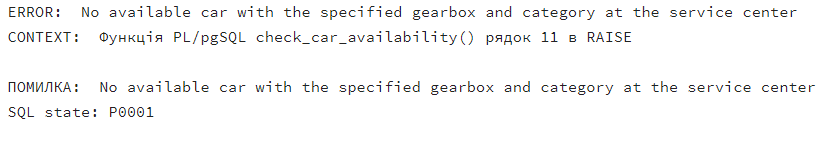 ERROR:  No available car with the specified gearbox and category at the service center
CONTEXT:  Функція PL/pgSQL check_car_availability() рядок 11 в RAISE
ПОМИЛКА:  No available car with the specified gearbox and category at the service center
SQL state: P0001